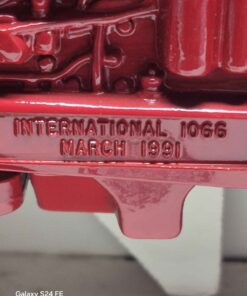 INTERNATIONAL 1066
MARCH 1991
Galaxy S24 FE